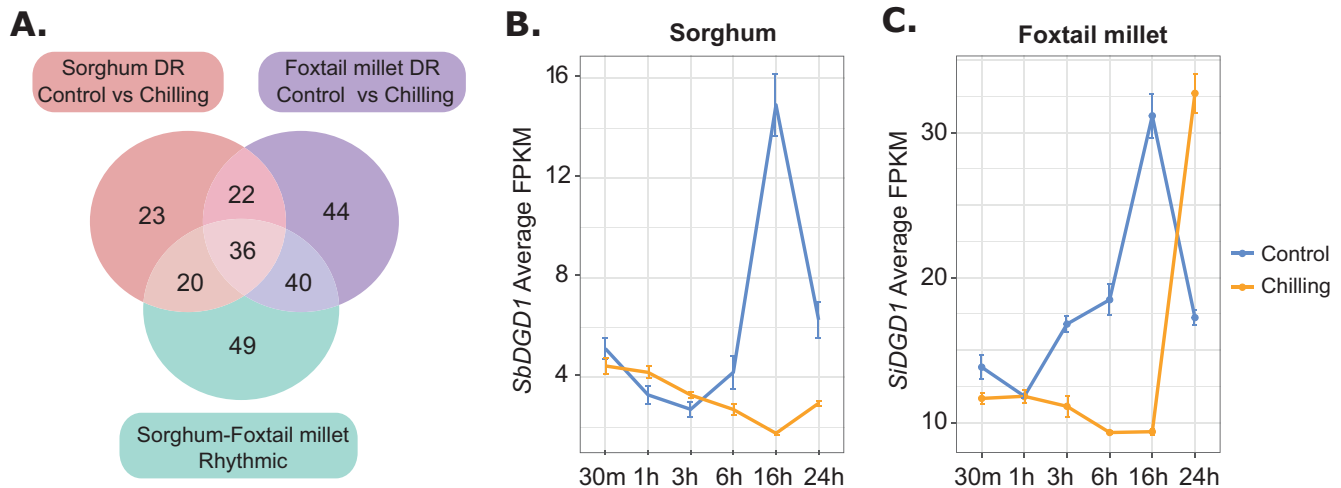 A.
Sorghum DR
Control vs Chilling
Foxtail millet DR
Control vs Chilling
23
22
44
36
20
40
49
Sorghum-Foxtail millet
Rhythmic
B.
Sorghum
SbDGD1 Average FPKM
16
12
8
4
30m 1h 3h 6h 16h 24h
C.
Foxtail millet
SiDGD1 Average FPKM
30
20
10
30m 1h 3h 6h 16h 24h
Control
Chilling